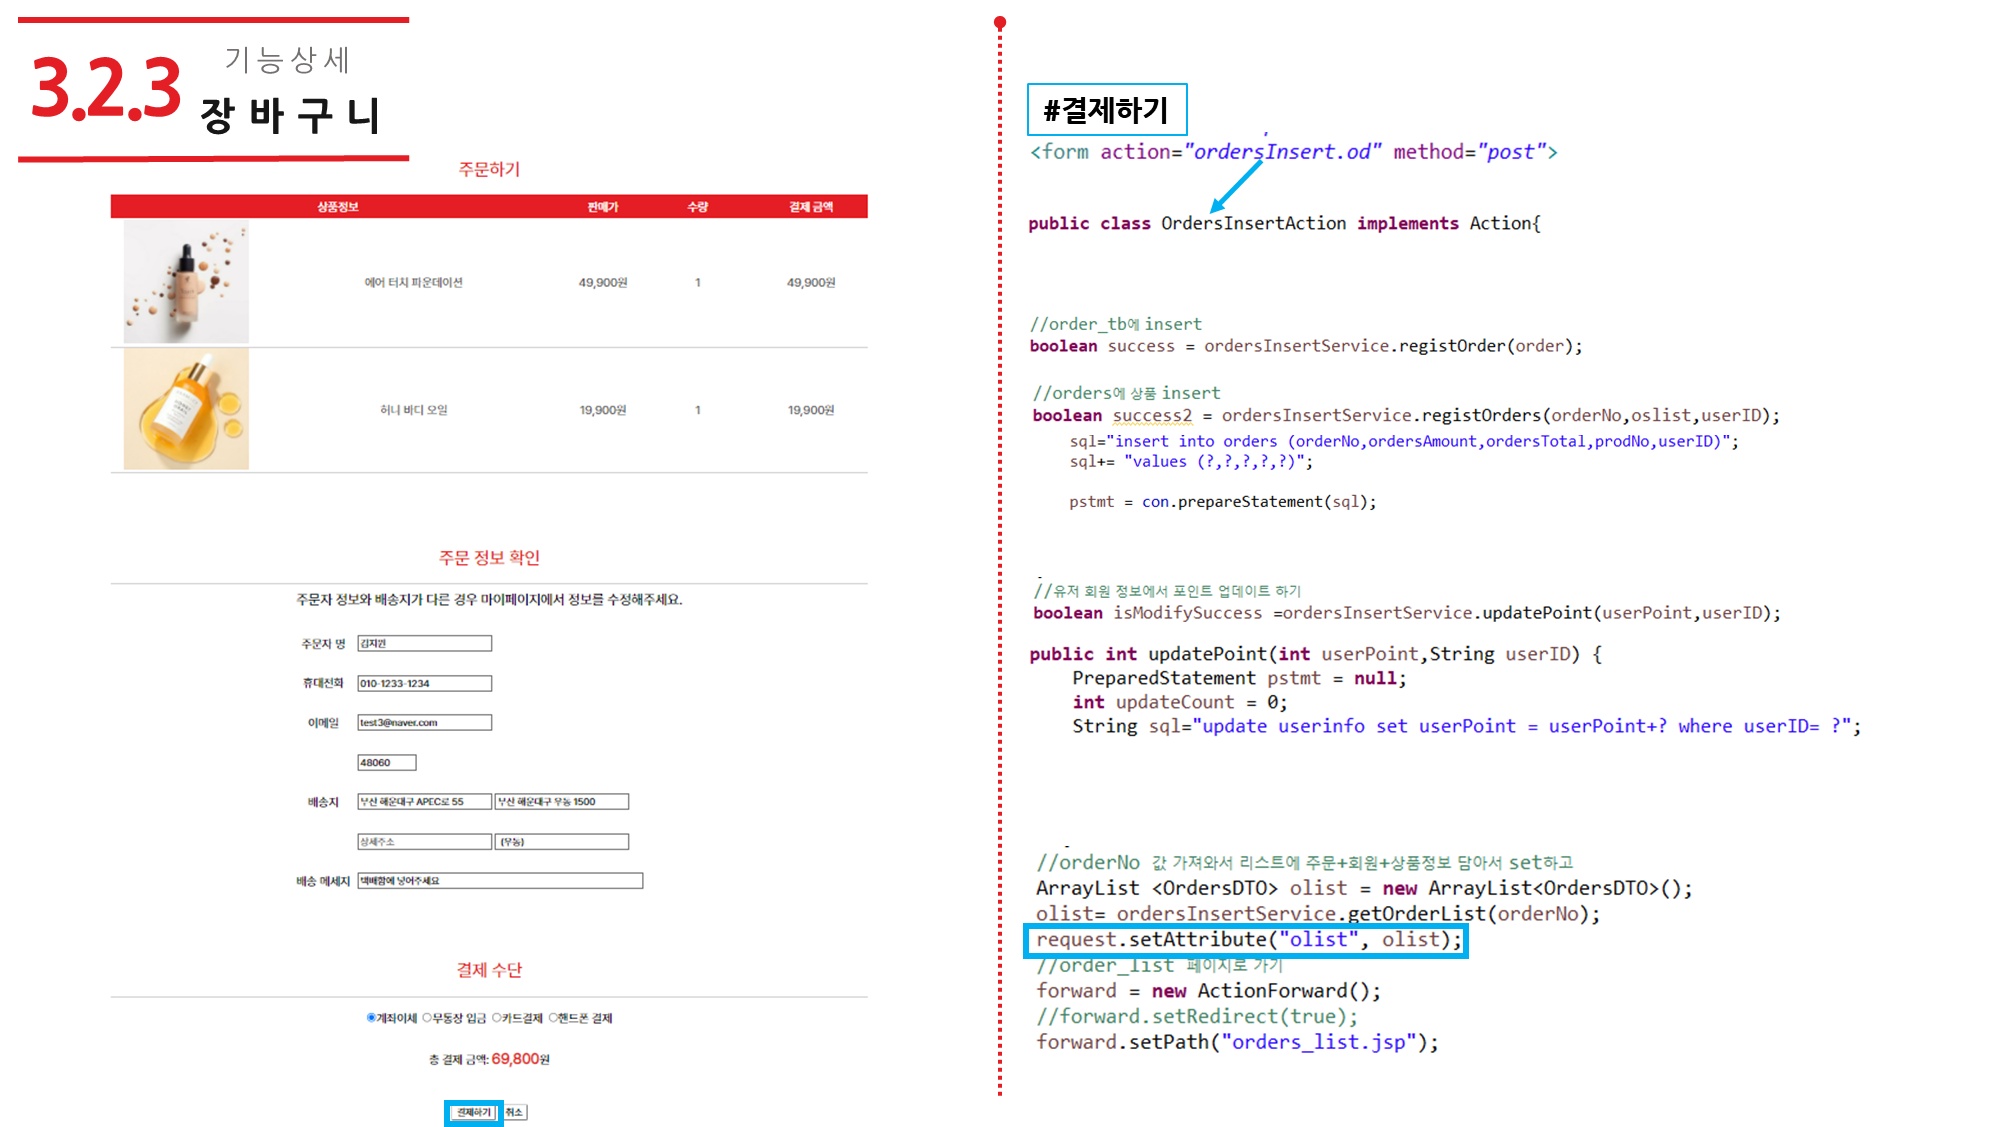 3.2.3
기능상세
장바구니
주문하기
상품정보 판매가 수량 결제 금액
에어 터치 파운데이션 49,900원 1 49,900원
허니 바디 오일 19,900원 1 19,900원
주문 정보 확인
주문자 정보와 배송지가 다른 경우 마이페이지에서 정보를 수정해주세요.
주문자 명 김지원
휴대전화 010-1233-1234
이메일 test3@naver.com
48060
배송지 부산 해운대구 APEC로 55 부산 해운대구 우동 1500
상세주소 (우동)
배송 메세지 택배함에 넣어주세요
결제 수단
계좌이체 무통장 입금 카드결제 핸드폰 결제
총 결제 금액: 69,800원
결제하기 취소
#결제하기
<form action="ordersInsert.od" method="post">
public class OrdersInsertAction implements Action{
//order_tb에 insert
boolean success = ordersInsertService.registOrder(order);
//orders에 상품 insert
boolean success2 = ordersInsertService.registOrders(orderNo,oslist,userID);
sql="insert into orders (orderNo,ordersAmount,ordersTotal,prodNo,userID)";
sql+= "values (?,?,?,?,?)";
pstmt = con.prepareStatement(sql);
//유저 회원 정보에서 포인트 업데이트 하기
boolean isModifySuccess =ordersInsertService.updatePoint(userPoint,userID);
public int updatePoint(int userPoint,String userID) {
PreparedStatement pstmt = null;
int updateCount = 0;
String sql="update userinfo set userPoint = userPoint+? where userID= ?";
//orderNo 값 가져와서 리스트에 주문+회원+상품정보 담아서 set하고
ArrayList <OrdersDTO> olist = new ArrayList<OrdersDTO>();
olist= ordersInsertService.getOrderList(orderNo);
request.setAttribute("olist", olist);
//order_list 페이지로 가기
forward = new ActionForward();
//forward.setRedirect(true);
forward.setPath("orders_list.jsp");